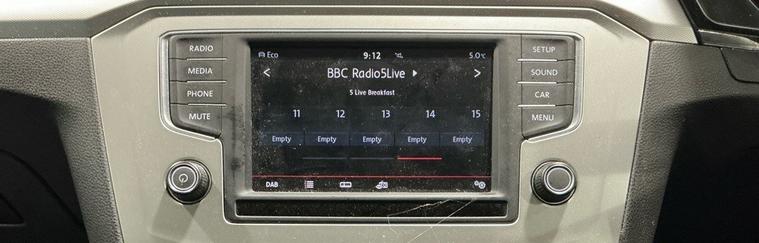 RADIO
MEDIA
PHONE
MUTE
Eco 9:12 5.0°C
< BBC Radio5Live >
5 Live Breakfast
11 12 13 14 15
Empty Empty Empty Empty Empty
DAB
SETUP
SOUND
CAR
MENU